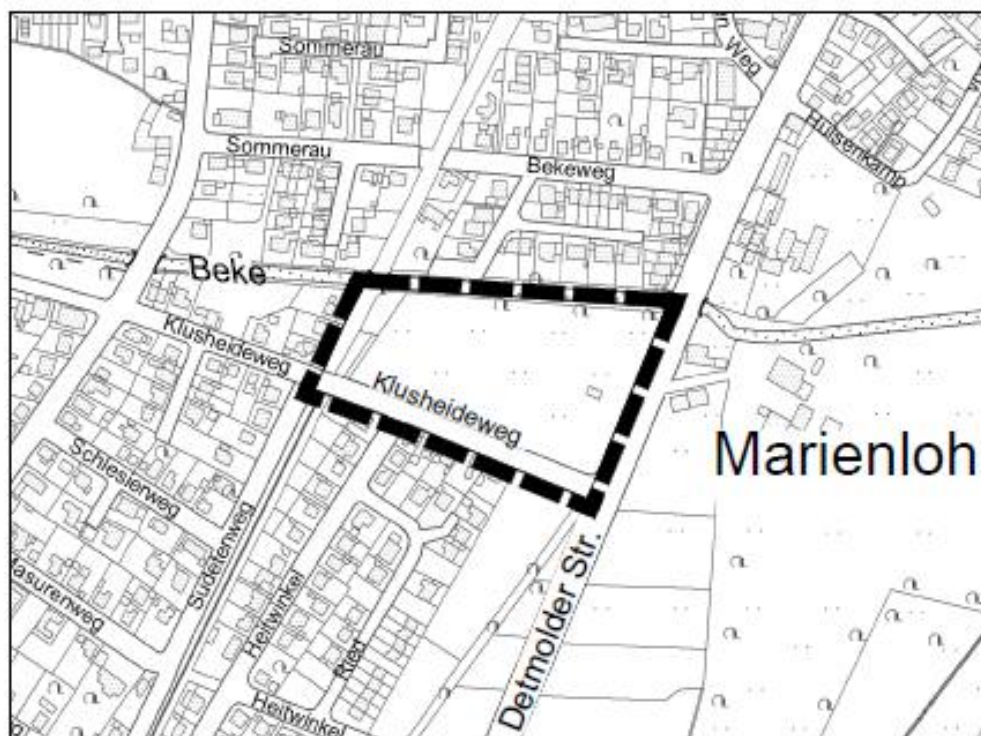 Sommerau
Weg
Hülsenkamp
Sommerau
Bekeweg
Beke
Klusheideweg
Klusheideweg
Marienloh
Schlesierweg
Sudetenweg
Masurenweg
Heitwinkel
Ried
Heitwinkel
Detmolder Str.